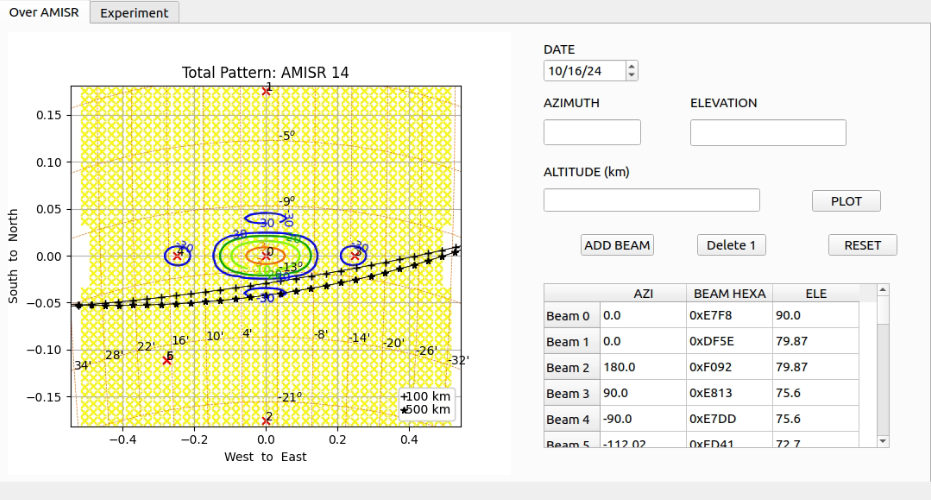 Over AMISR
Experiment
Total Pattern: AMISR 14
South to North
0.15
0.10
0.05
0.00
−0.05
−0.10
−0.15
1
-5°
-9°
30
-30
-13°
0
-30
34'
28'
22'
16'
10'
4'
-8'
-14'
-20'
-26'
-32'
-21°
2
100 km
500 km
−0.4
−0.2
0.0
0.2
0.4
West to East
DATE
10/16/24
AZIMUTH
ELEVATION
ALTITUDE (km)
PLOT
ADD BEAM
Delete 1
RESET
AZI BEAM HEXA ELE
Beam 0 0.0 0xE7F8 90.0
Beam 1 0.0 0xDF5E 79.87
Beam 2 180.0 0xF092 79.87
Beam 3 90.0 0xE813 75.6
Beam 4 -90.0 0xE7DD 75.6
Beam 5 -112.02 0xED41 72.7